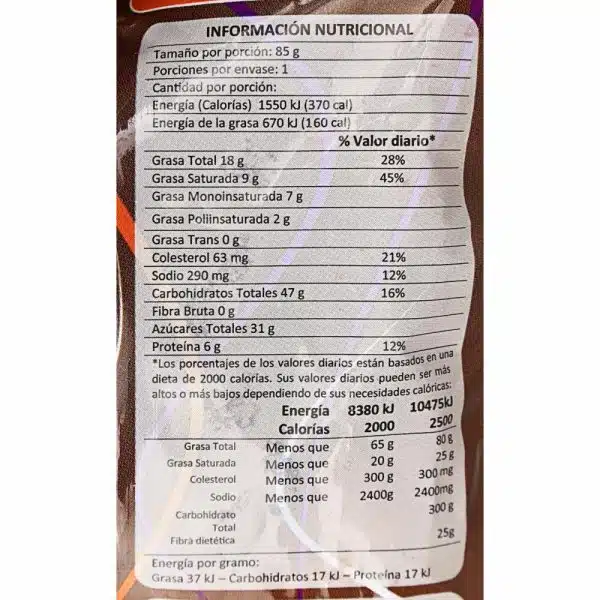 INFORMACIÓN NUTRICIONAL
Tamaño por porción: 85 g
Porciones por envase: 1
Cantidad por porción:
Energía (Calorías) 1550 kJ (370 cal)
Energía de la grasa 670 kJ (160 cal)
% Valor diario*
Grasa Total 18 g 28%
Grasa Saturada 9 g 45%
Grasa Monoinsaturada 7 g
Grasa Poliinsaturada 2 g
Grasa Trans 0 g
Colesterol 63 mg 21%
Sodio 290 mg 12%
Carbohidratos Totales 47 g 16%
Fibra Bruta 0 g
Azúcares Totales 31 g
Proteína 6 g 12%
*Los porcentajes de los valores diarios están basados en una
dieta de 2000 calorías. Sus valores diarios pueden ser más
altos o más bajos dependiendo de sus necesidades calóricas:
Energía 8380 kJ 10475kJ
Calorías 2000 2500
Grasa Total Menos que 65 g 80 g
Grasa Saturada Menos que 20 g 25 g
Colesterol Menos que 300 g 300 mg
Sodio Menos que 2400g 2400mg
Carbohidrato 300 g
Total
Fibra dietética 25g
Energía por gramo:
Grasa 37 kJ – Carbohidratos 17 kJ – Proteína 17 kJ